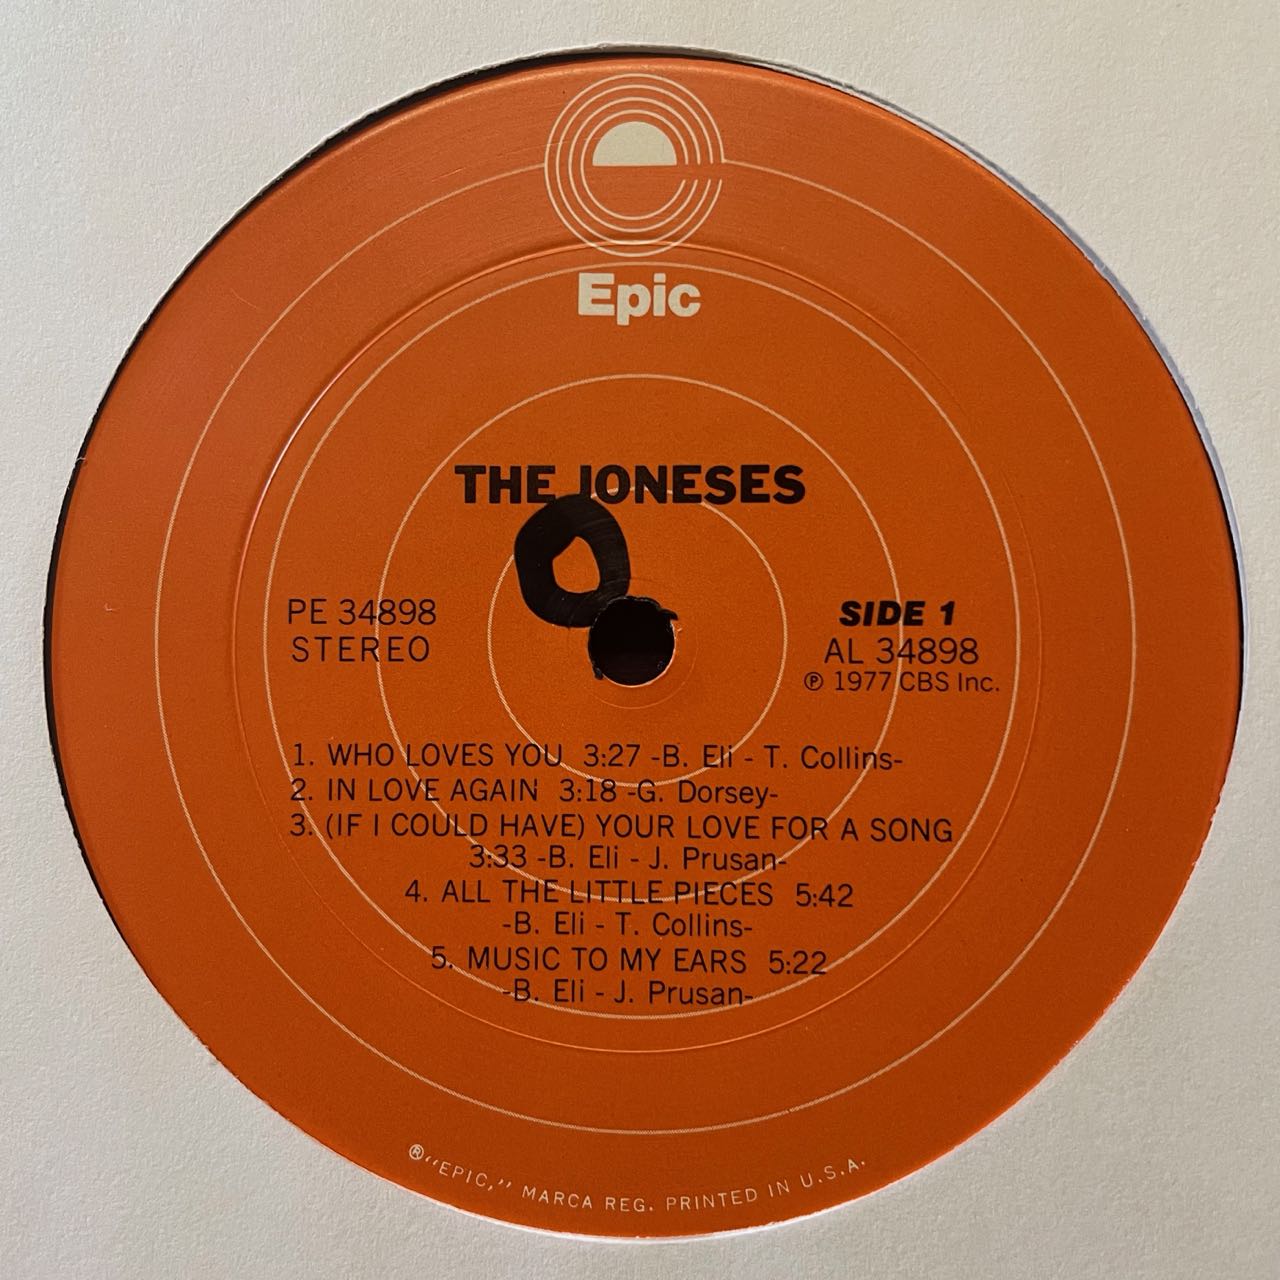 Epic
THE JONESES
PE 34898
STEREO
SIDE 1
AL 34898
℗ 1977 CBS Inc.
1. WHO LOVES YOU 3:27 -B. Eli - T. Collins-
2. IN LOVE AGAIN 3:18 -G. Dorsey-
3. (IF I COULD HAVE) YOUR LOVE FOR A SONG
3:33 -B. Eli - J. Prusan-
4. ALL THE LITTLE PIECES 5:42
-B. Eli - T. Collins-
5. MUSIC TO MY EARS 5:22
-B. Eli - J. Prusan-
®"EPIC," MARCA REG. PRINTED IN U.S.A.